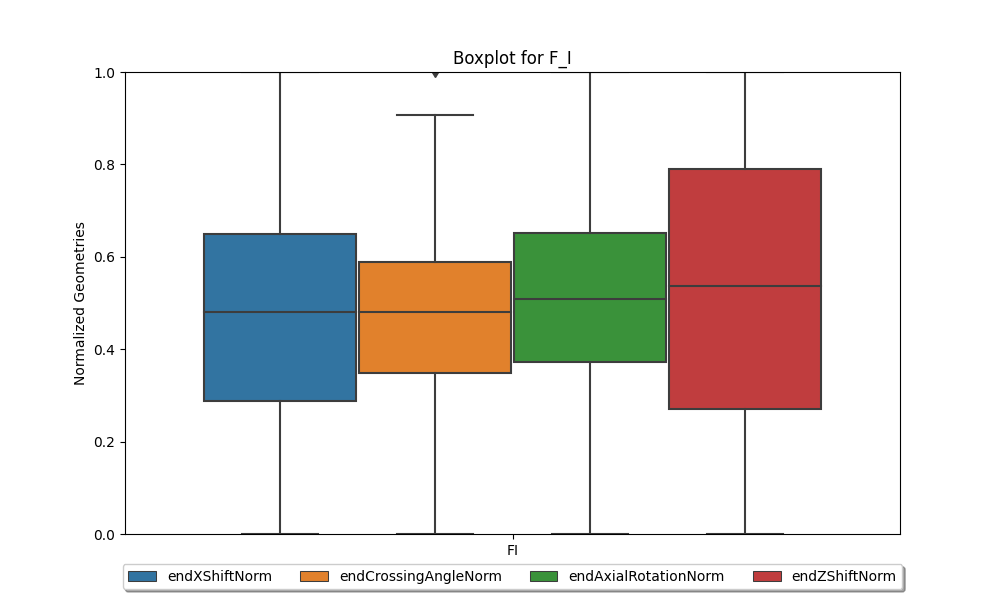 Boxplot for F_I
1.0
0.8
0.6
0.4
0.2
0.0
Normalized Geometries
FI
endXShiftNorm endCrossingAngleNorm endAxialRotationNorm endZShiftNorm